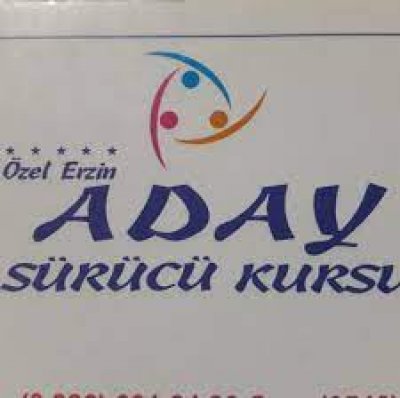 Özel Erzin
ADAY
SÜRÜCÜ KURSU